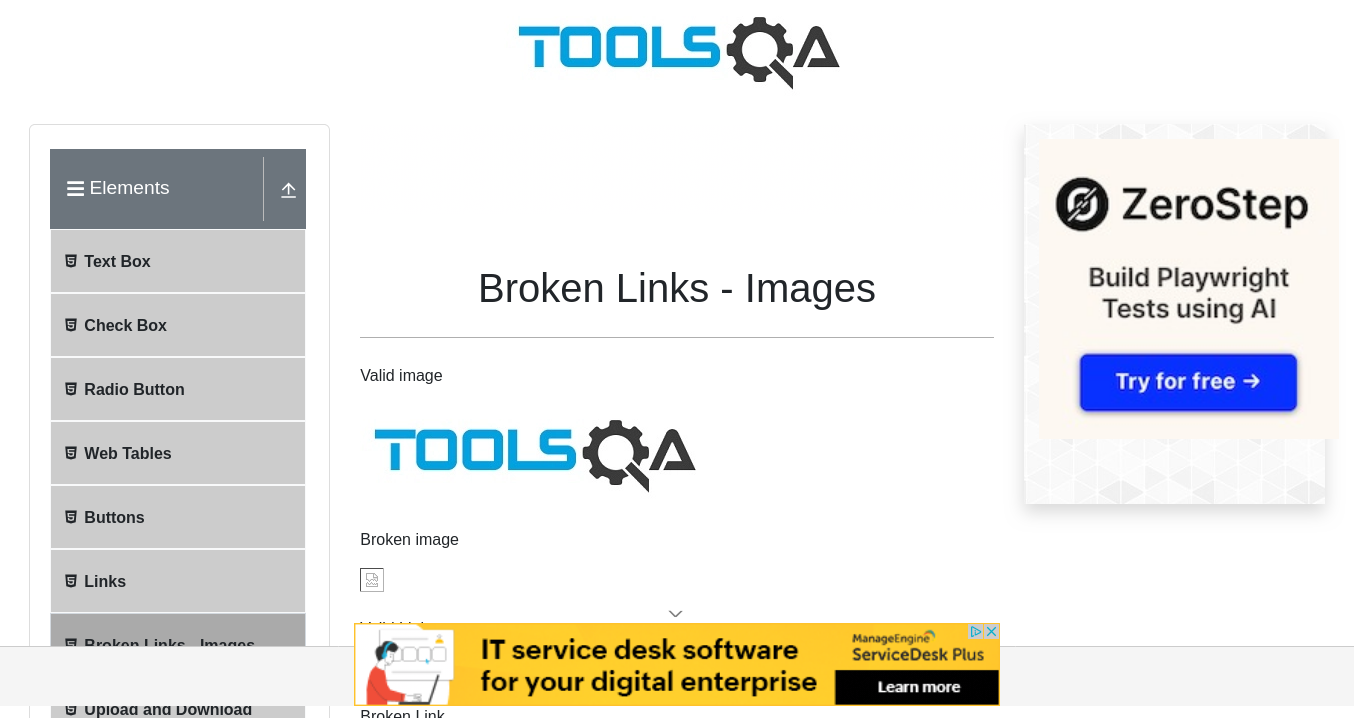 TOOLSQA
Elements
Text Box
Check Box
Radio Button
Web Tables
Buttons
Links
Broken Links - Images
Upload and Download
Broken Links - Images
Valid image
TOOLSQA
Broken image
Broken Link
ZeroStep
Build Playwright
Tests using AI
Try for free →
IT service desk software
for your digital enterprise
ManageEngine
ServiceDesk Plus
Learn more